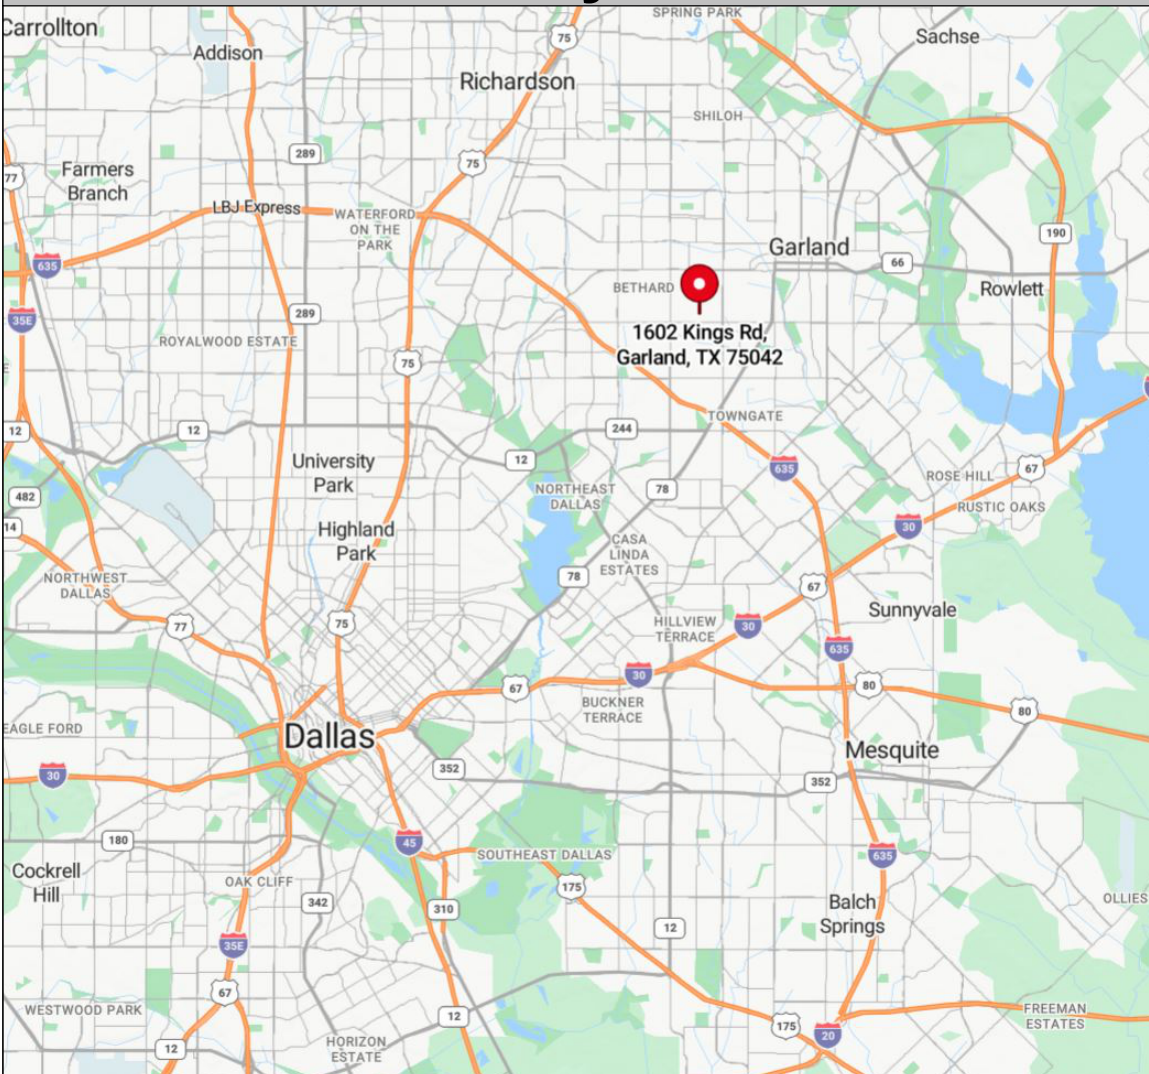 SPRING PARK
Carrollton
Sachse
75
Addison
Richardson
SHILOH
289
75
Farmers
Branch
77
LBJ Express
WATERFORD
ON THE
PARK
190
Garland
66
635
BETHARD
Rowlett
289
35E
1602 Kings Rd,
Garland, TX 75042
ROYALWOOD ESTATE
75
E
TOWNGATE
12
12
244
12
University
Park
635
67
ROSE HILL
482
NORTHEAST
DALLAS
78
RUSTIC OAKS
14
30
Highland
Park
CASA
LINDA
ESTATES
78
NORTHWEST
DALLAS
67
Sunnyvale
77
75
HILLVIEW
TERRACE
30
635
30
67
80
BUCKNER
TERRACE
80
EAGLE FORD
Dallas
Mesquite
352
30
352
180
45
SOUTHEAST DALLAS
635
Cockrell
Hill
OAK CLIFF
175
342
310
Balch
Springs
OLLIES
12
35E
67
WESTWOOD PARK
12
175
FREEMAN
ESTATES
20
12
HORIZON
ESTATE